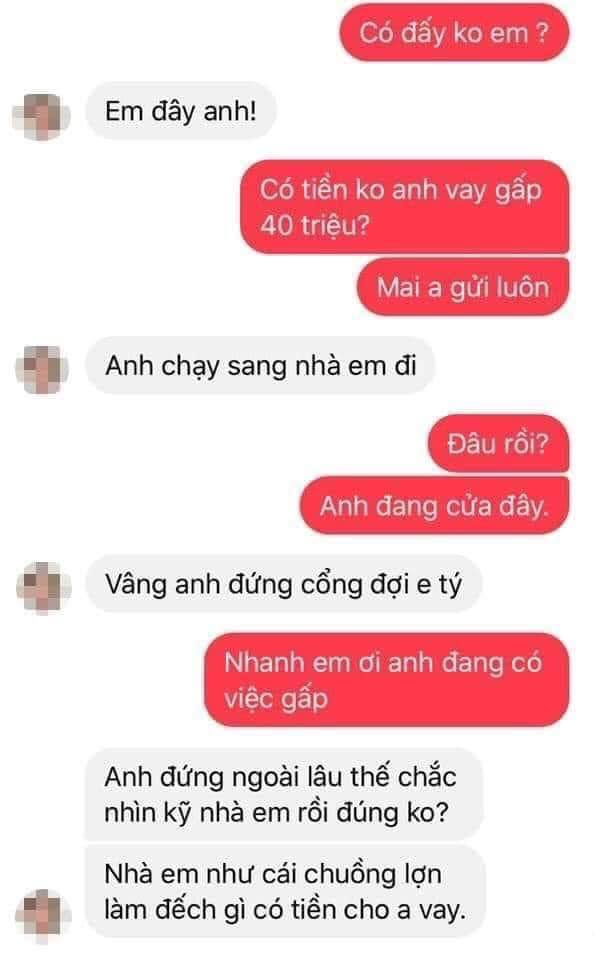 Có đấy ko em ?
Em đây anh!
Có tiền ko anh vay gấp
40 triệu?
Mai a gửi luôn
Anh chạy sang nhà em đi
Đâu rồi?
Anh đang cửa đây.
Vâng anh đứng cổng đợi e tý
Nhanh em ơi anh đang có
việc gấp
Anh đứng ngoài lâu thế chắc
nhìn kỹ nhà em rồi đúng ko?
Nhà em như cái chuồng lợn
làm đếch gì có tiền cho a vay.